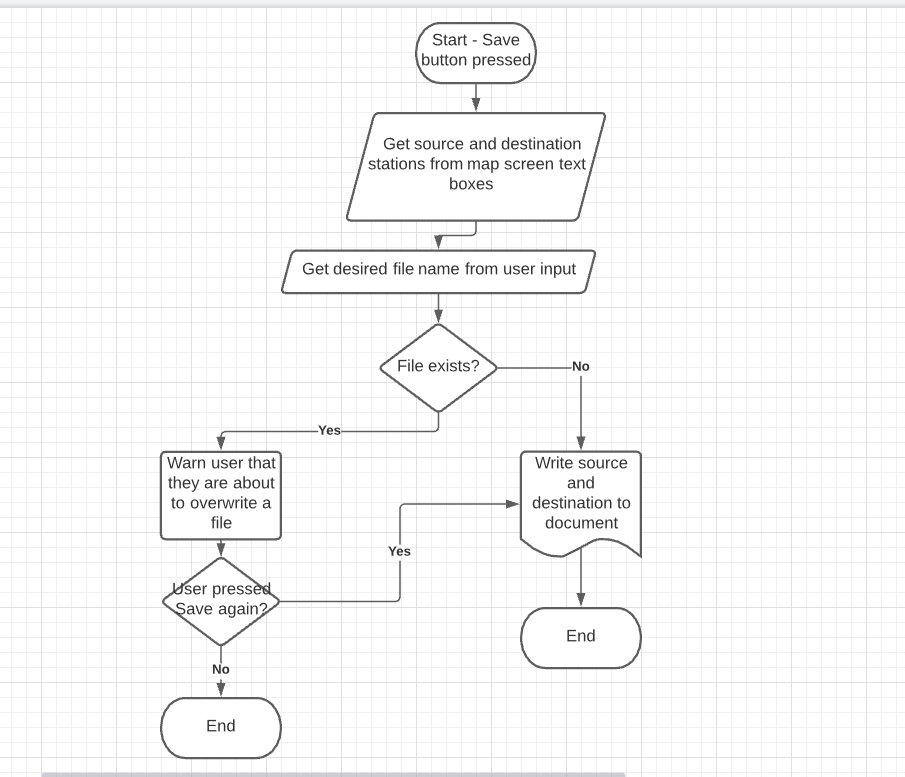 Start - Save
button pressed
Get source and destination
stations from map screen text
boxes
Get desired file name from user input
File exists?
No
Yes
Warn user that
they are about
to overwrite a
file
Write source
and
destination to
document
Yes
User pressed
Save again?
No
End
End